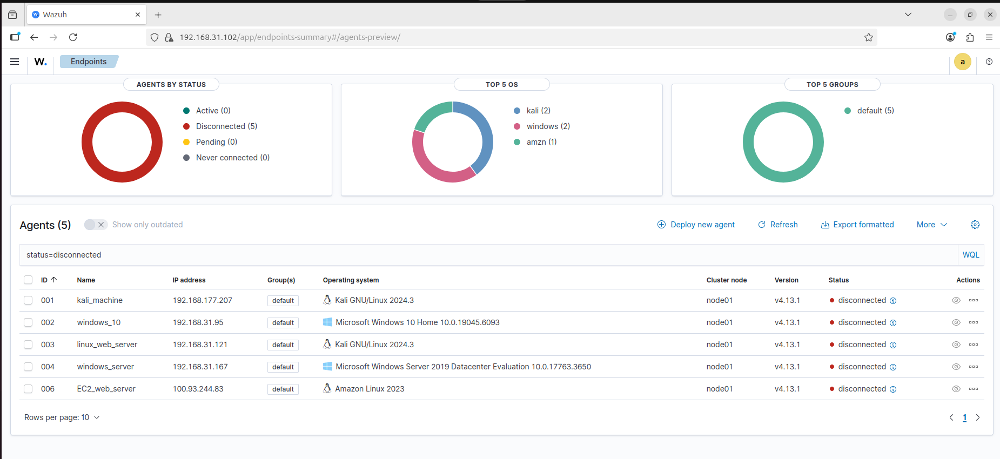 Wazuh
192.168.31.102/app/endpoints-summary#/agents-preview/
W. Endpoints a
AGENTS BY STATUS
Active (0)
Disconnected (5)
Pending (0)
Never connected (0)
TOP 5 OS
kali (2)
windows (2)
amzn (1)
TOP 5 GROUPS
default (5)
Agents (5) Show only outdated Deploy new agent Refresh Export formatted More
status=disconnected WQL
ID Name IP address Group(s) Operating system Cluster node Version Status Actions
001 kali_machine 192.168.177.207 default Kali GNU/Linux 2024.3 node01 v4.13.1 disconnected
002 windows_10 192.168.31.95 default Microsoft Windows 10 Home 10.0.19045.6093 node01 v4.13.1 disconnected
003 linux_web_server 192.168.31.121 default Kali GNU/Linux 2024.3 node01 v4.13.1 disconnected
004 windows_server 192.168.31.167 default Microsoft Windows Server 2019 Datacenter Evaluation 10.0.17763.3650 node01 v4.13.1 disconnected
006 EC2_web_server 100.93.244.83 default Amazon Linux 2023 node01 v4.13.1 disconnected
Rows per page: 10 1